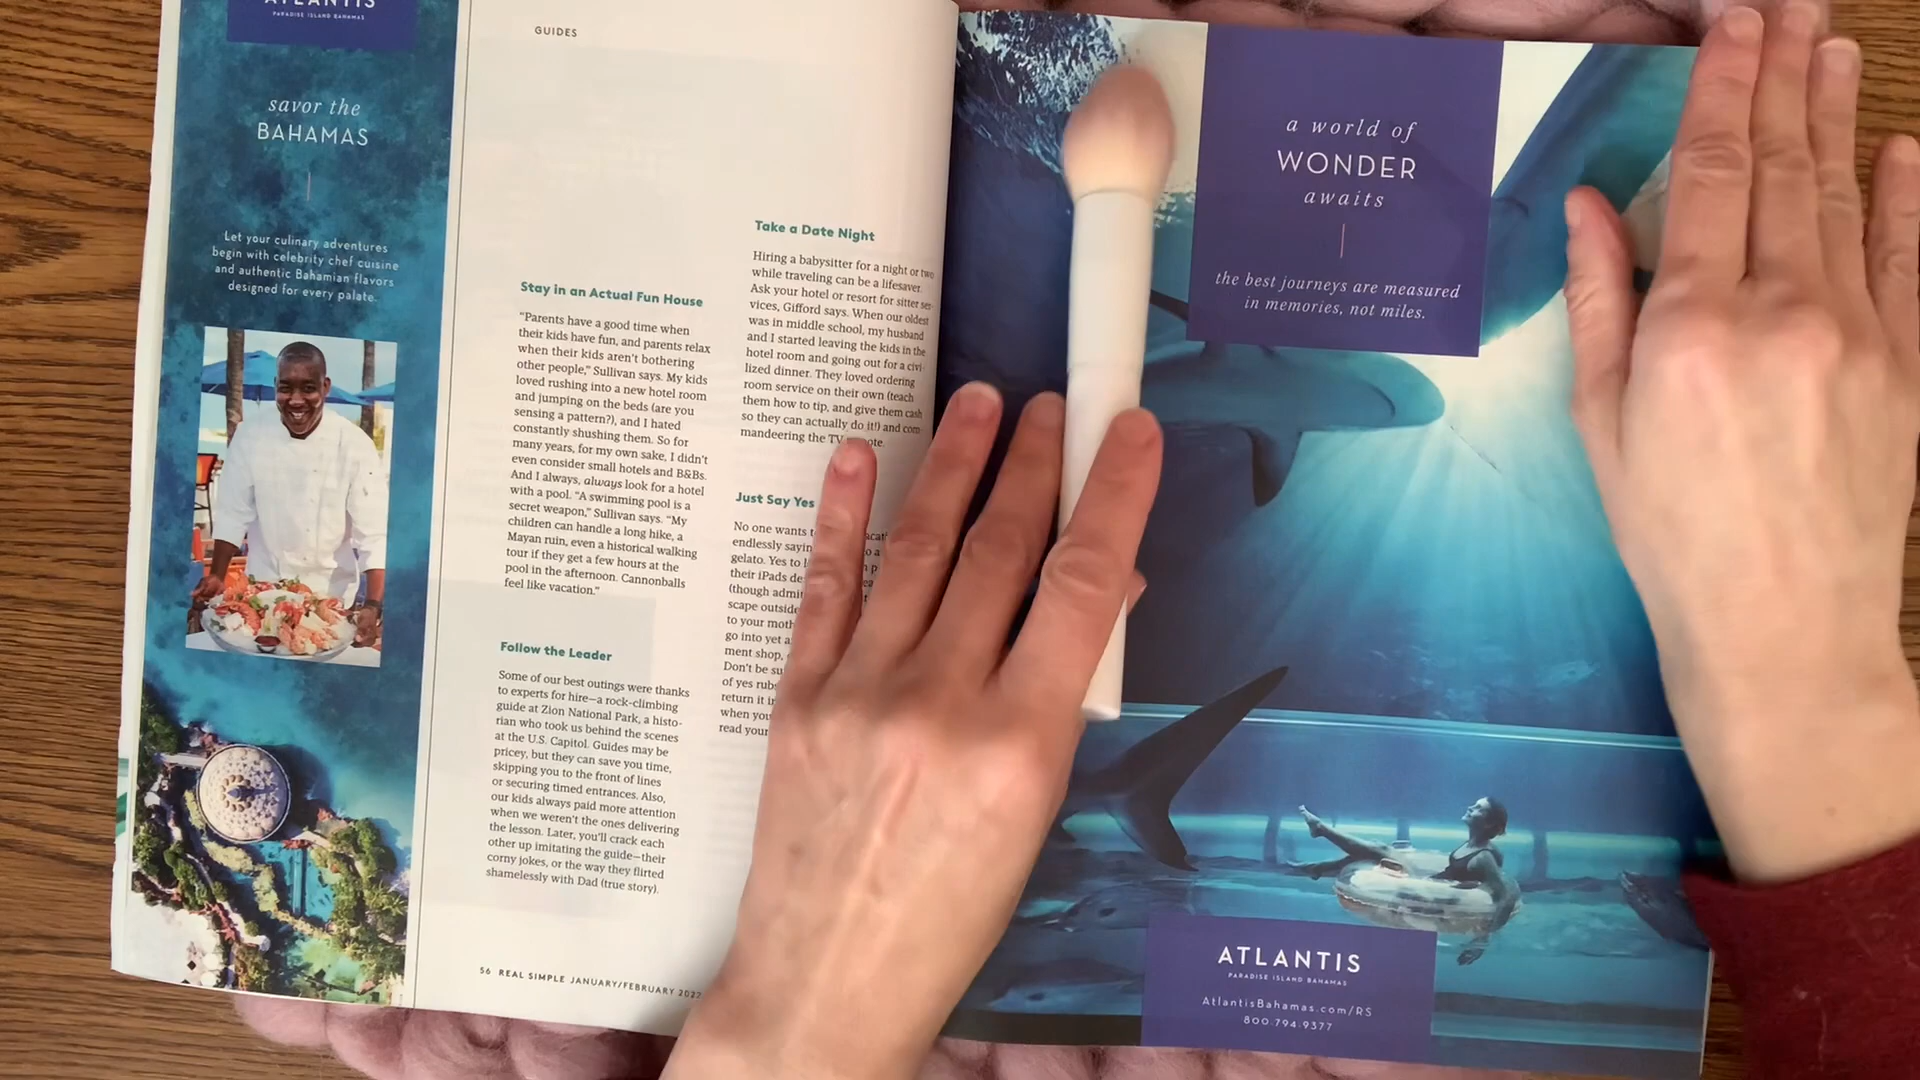 ATLANTIS
PARADISE ISLAND BAHAMAS
savor the
BAHAMAS
Let your culinary adventures
begin with celebrity chef cuisine
and authentic Bahamian flavors
designed for every palate.
GUIDES
Stay in an Actual Fun House
"Parents have a good time when
their kids have fun, and parents relax
when their kids aren't bothering
other people," Sullivan says. My kids
loved rushing into a new hotel room
and jumping on the beds (are you
sensing a pattern?), and I hated
constantly shushing them. So for
many years, for my own sake, I didn't
even consider small hotels and B&Bs.
And I always, always look for a hotel
with a pool. "A swimming pool is a
secret weapon," Sullivan says. "My
children can handle a long hike, a
Mayan ruin, even a historical walking
tour if they get a few hours at the
pool in the afternoon. Cannonballs
feel like vacation."
Follow the Leader
Some of our best outings were thanks
to experts for hire—a rock-climbing
guide at Zion National Park, a histo-
rian who took us behind the scenes
at the U.S. Capitol. Guides may be
pricey, but they can save you time,
skipping you to the front of lines
or securing timed entrances. Also,
our kids always paid more attention
when we weren't the ones delivering
the lesson. Later, you'll crack each
other up imitating the guide—their
corny jokes, or the way they flirted
shamelessly with Dad (true story).
Take a Date Night
Hiring a babysitter for a night or two
while traveling can be a lifesaver.
Ask your hotel or resort for sitter ser-
vices, Gifford says. When our oldest
was in middle school, my husband
and I started leaving the kids in the
hotel room and going out for a civi-
lized dinner. They loved ordering
room service on their own (teach
them how to tip, and give them cash
so they can actually do it!) and com
mandeering the TV
Just Say Yes
No one wants
endlessly
gelato. Yes to
their iPads
(though
scape outside
to your
go into yet
ment shop,
Don't be
of yes
return it
when you
read your
56 REAL SIMPLE JANUARY/FEBRUARY 2022
a world of
WONDER
awaits
the best journeys are measured
in memories, not miles.
ATLANTIS
PARADISE ISLAND BAHAMAS
AtlantisBahamas.com/RS
800.794.9377